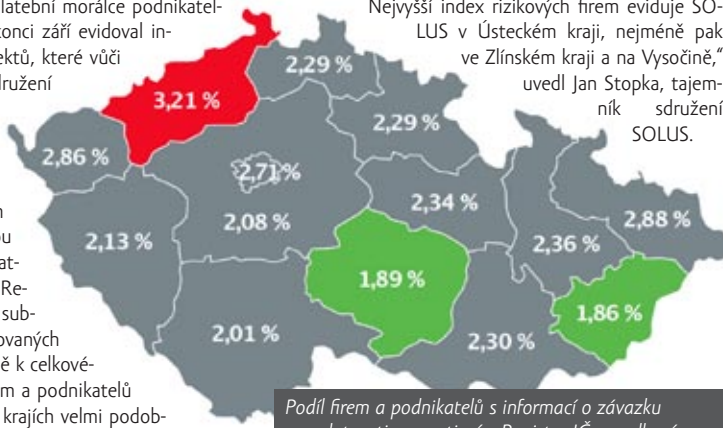 latební morálce podnikatel-
konci září evidoval in-
ektů, které vůči
družení
ou
at-
Re-
sub-
ovaných
ě k celkové-
em a podnikatelů
krajích velmi podob-
Nejvyšší index rizikových firem eviduje SO-
LUS v Ústeckém kraji, nejméně pak
ve Zlínském kraji a na Vysočině,“
uvedl Jan Stopka, tajem-
ník sdružení
SOLUS.
3,21 %
2,29 %
2,29 %
2,86 %
2,71%
2,08 %
2,34 %
2,88 %
2,13 %
2,36 %
1,89 %
1,86 %
2,01 %
2,30 %
Podíl firem a podnikatelů s informací o závazku